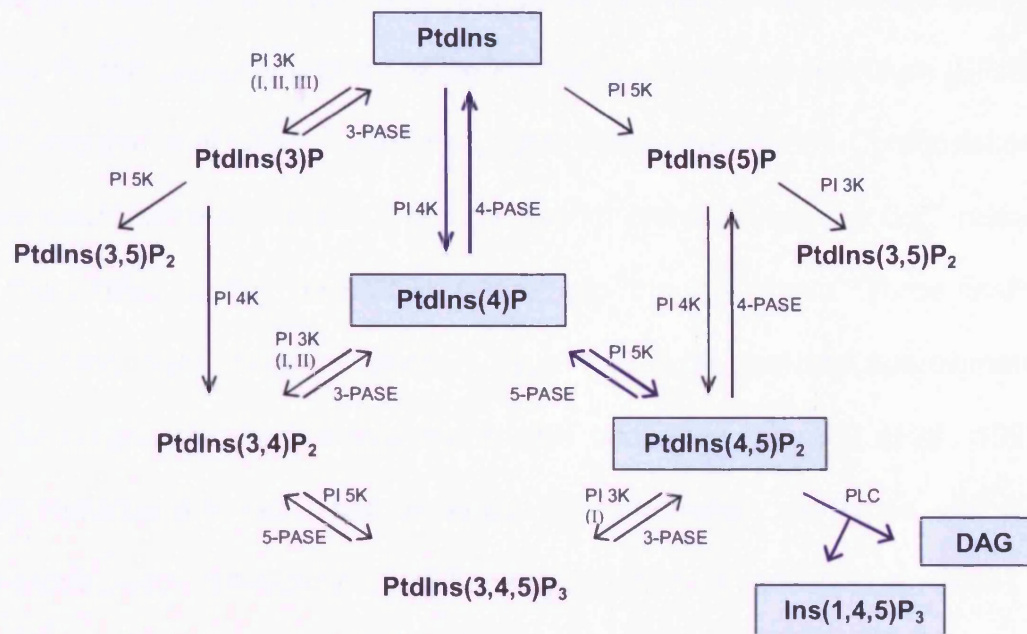 PtdIns
PI 3K
(I, II, III)
3-PASE
PI 5K
PtdIns(3)P
PtdIns(5)P
PI 5K
PI 4K
4-PASE
PI 3K
PtdIns(3,5)P₂
PtdIns(3,5)P₂
PI 4K
PtdIns(4)P
PI 4K
4-PASE
PI 3K
(I, II)
3-PASE
PI 5K
5-PASE
PtdIns(3,4)P₂
PtdIns(4,5)P₂
PI 5K
5-PASE
PI 3K
(I)
3-PASE
PLC
DAG
PtdIns(3,4,5)P₃
Ins(1,4,5)P₃